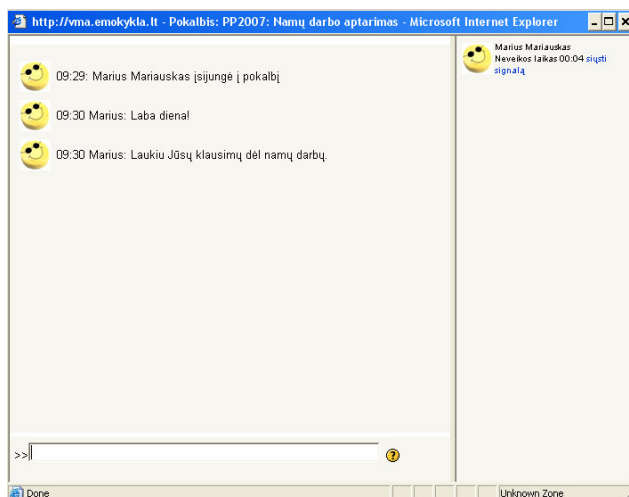 http://vma.emokykla.lt - Pokalbis: PP2007: Namų darbo aptarimas - Microsoft Internet Explorer
09:29: Marius Mariauskas įsijungė į pokalbį
09:30 Marius: Laba diena!
09:30 Marius: Laukiu Jūsų klausimų dėl namų darbų.
Marius Mariauskas
Neveikos laikas 00:04 siųsti
signalą
>>
?
Done
Unknown Zone